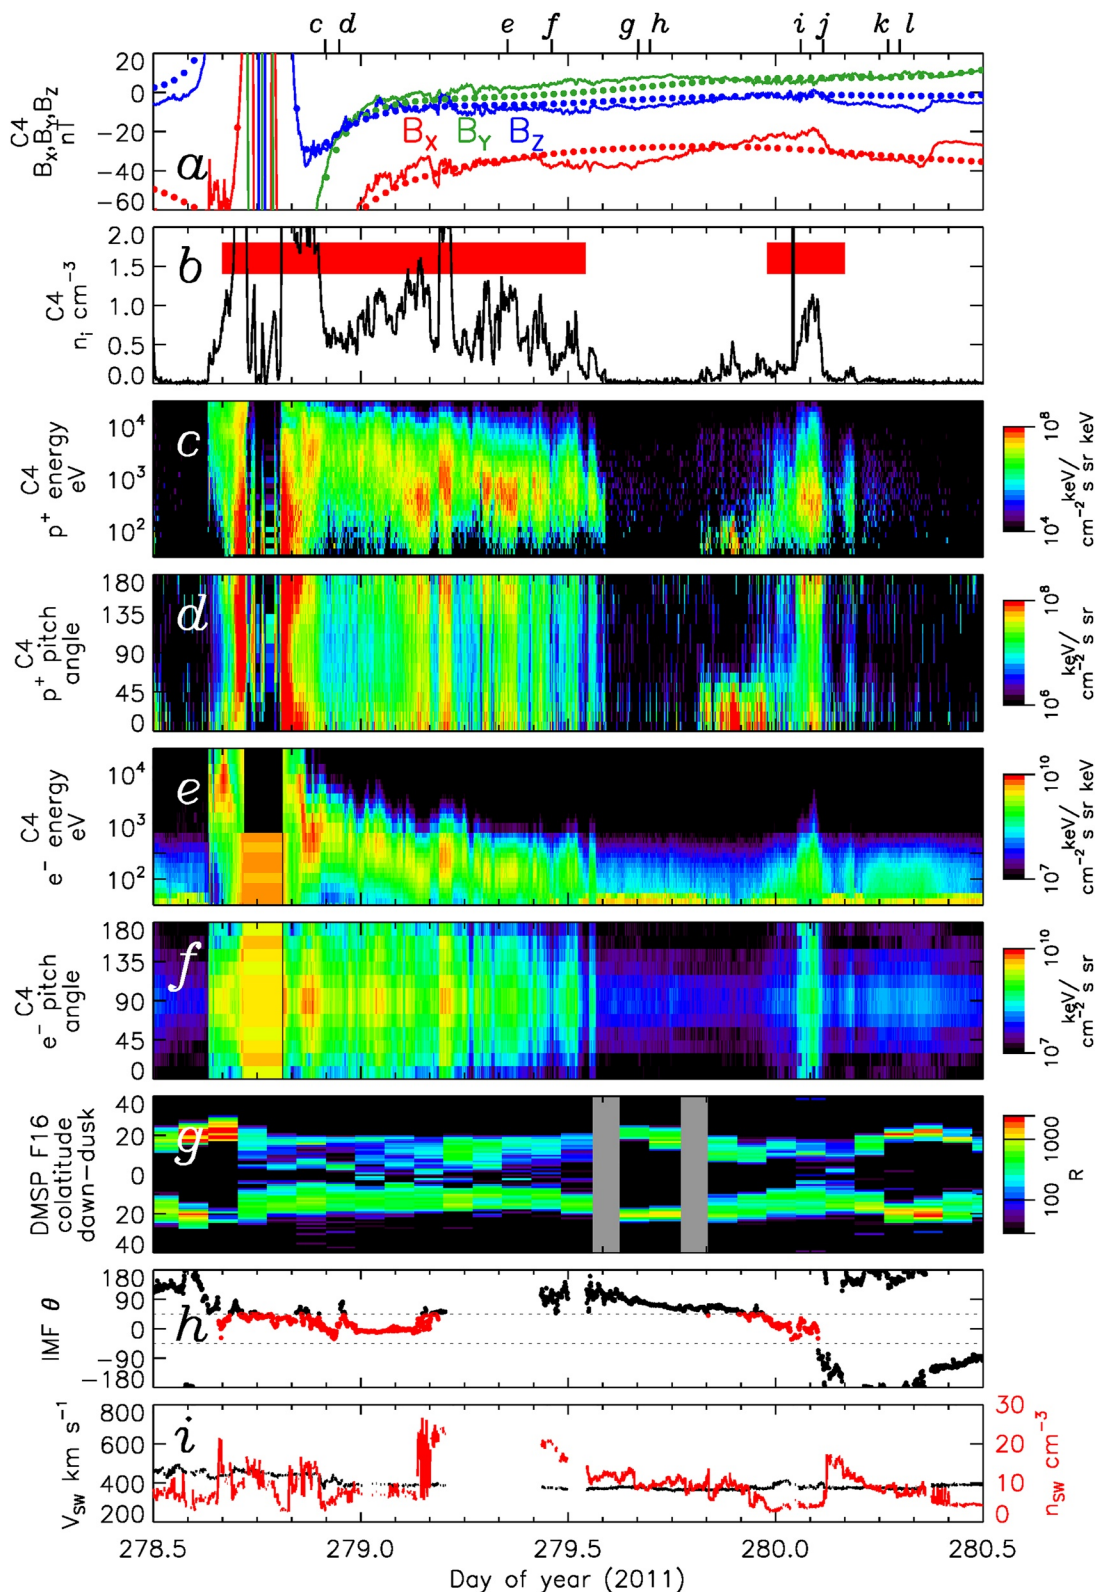 c d e f g h i j k l
20
0
−20
−40
−60
C4
Bx,By,Bz
nT
a
BX BY BZ
2.0
1.5
1.0
0.5
0.0
C4
ni cm−3
b
10^4
10^3
10^2
C4
p+ energy
eV
c
10^8
10^4
keV/
cm−2 s sr keV
180
135
90
45
0
C4
p+ pitch
angle
d
10^8
10^6
keV/
cm−2 s sr
10^4
10^3
10^2
C4
e− energy
eV
e
10^10
10^7
keV/
cm−2 s sr keV
180
135
90
45
0
C4
e− pitch
angle
f
10^10
10^7
keV/
cm−2 s sr
40
20
0
20
40
DMSP F16
colatitude
dawn−dusk
g
1000
100
R
180
90
0
−90
−180
IMF θ
h
800
600
400
200
VSW km s−1
i
30
20
10
0
nSW cm−3
278.5 279.0 279.5 280.0 280.5
Day of year (2011)